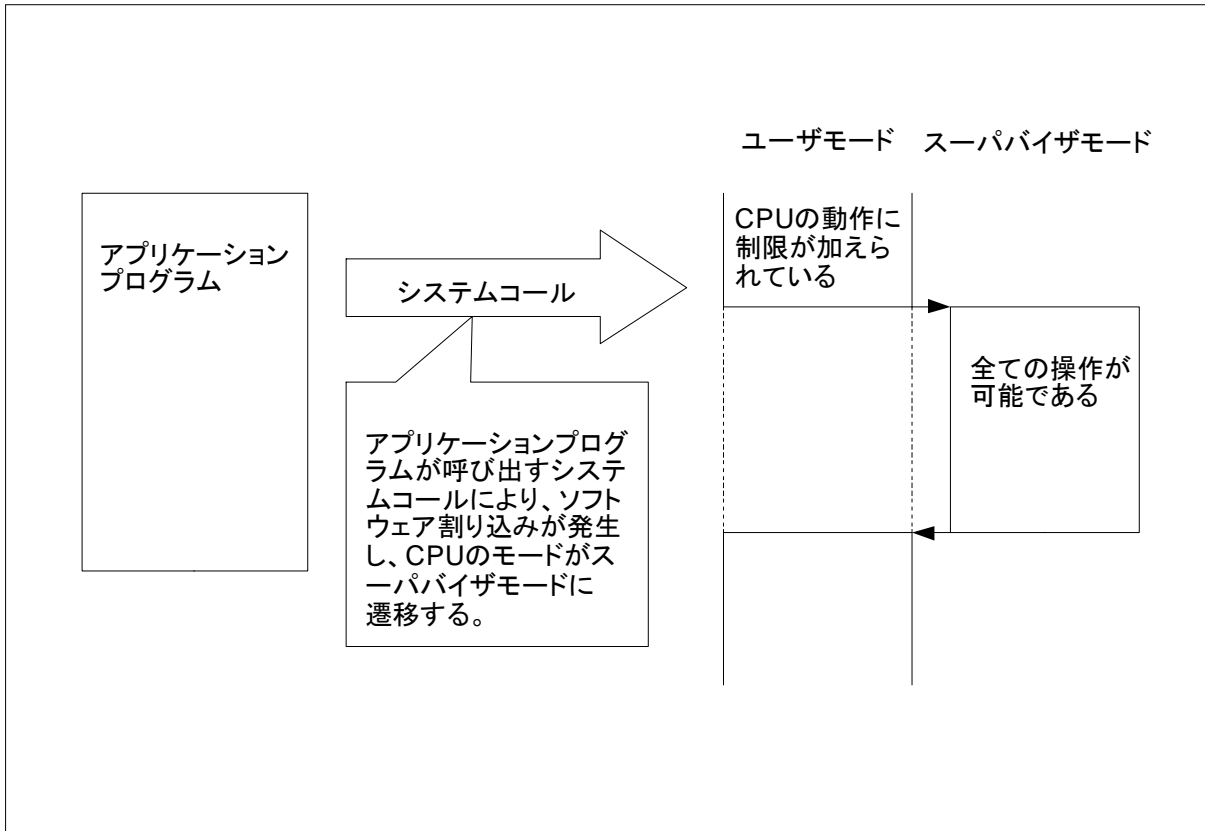 ユーザモード スーパバイザモード
アプリケーション
プログラム
システムコール
CPUの動作に
制限が加えら
れている
全ての操作が
可能である
アプリケーションプログ
ラムが呼び出すシステ
ムコールにより、ソフト
ウェア割り込みが発生
し、CPUのモードがス
ーパバイザモードに
遷移する。